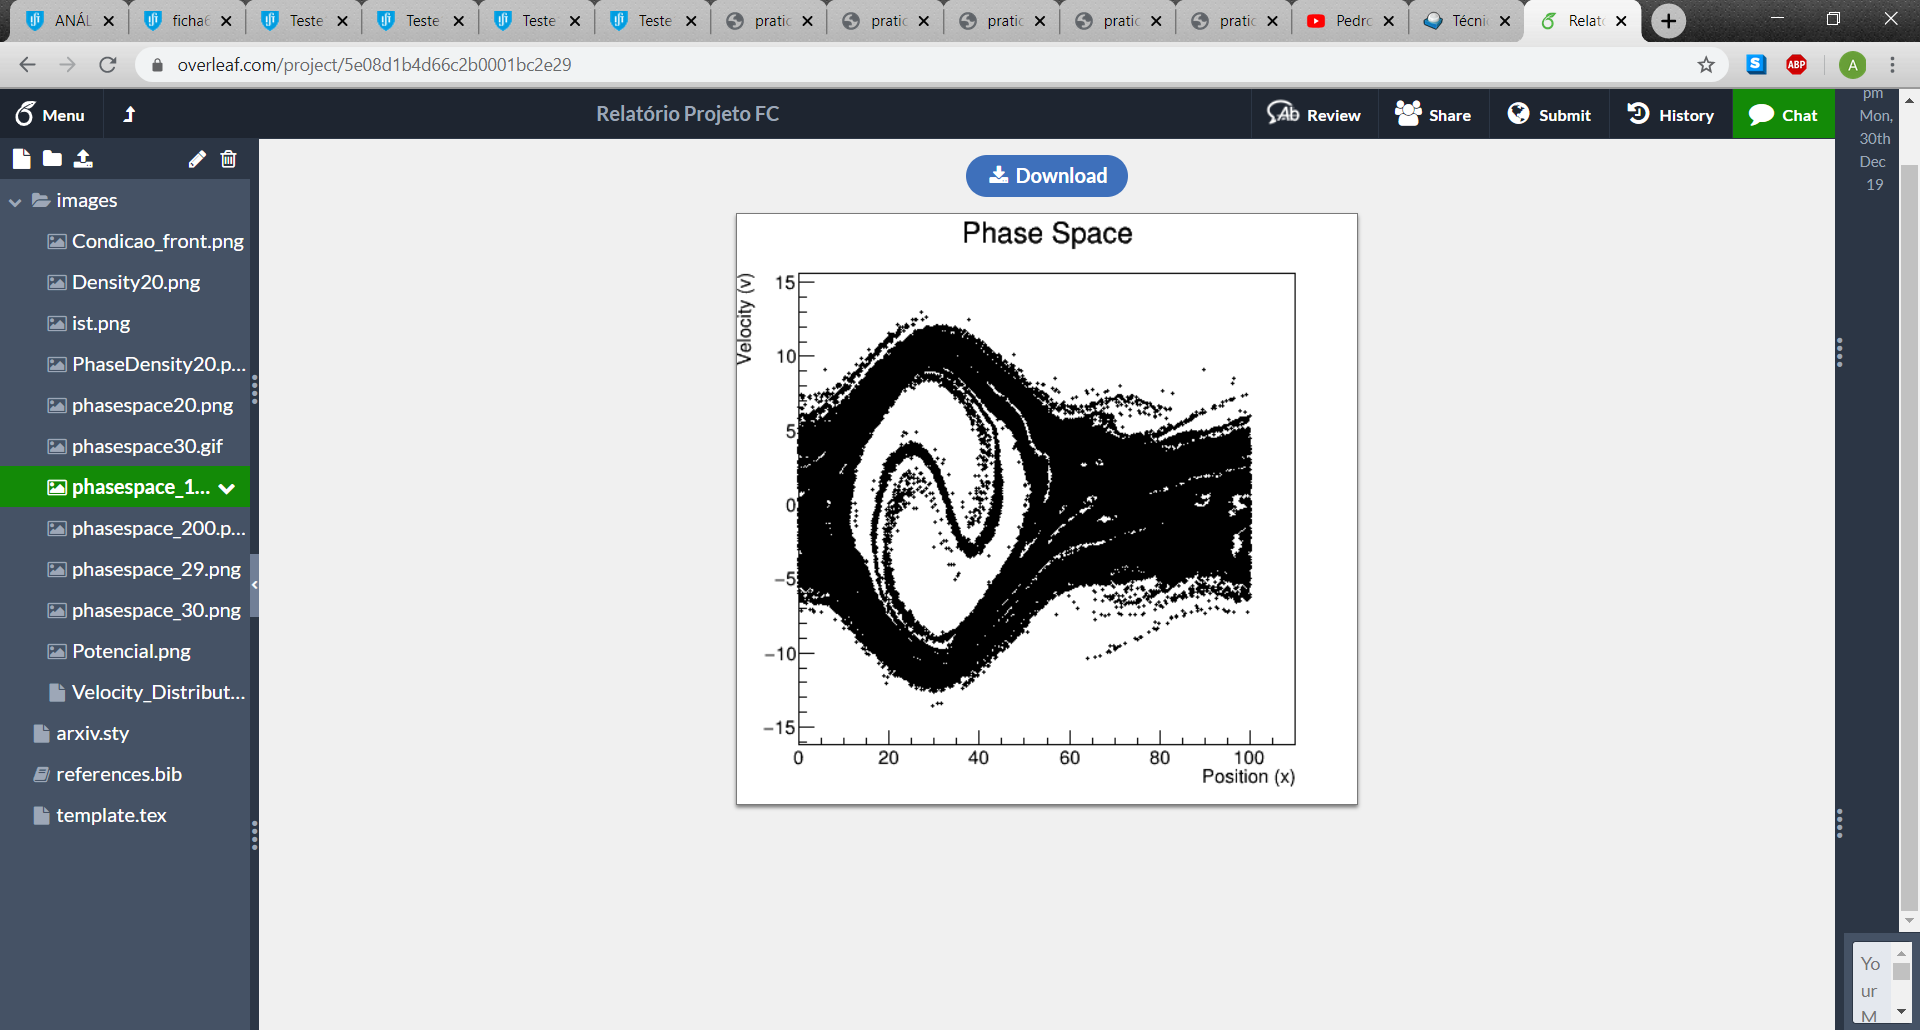 ANÁL
ficha6
Teste
Teste
Teste
Teste
pratic
pratic
pratic
pratic
pratic
Pedro
Técni
Relat
overleaf.com/project/5e08d1b4d66c2b0001bc2e29
S
ABP
A
Menu
Relatório Projeto FC
Ab Review
Share
Submit
History
Chat
pm
Mon,
30th
Dec
19
images
Condicao_front.png
Density20.png
ist.png
PhaseDensity20.p...
phasespace20.png
phasespace30.gif
phasespace_1...
phasespace_200.p...
phasespace_29.png
phasespace_30.png
Potencial.png
Velocity_Distribut...
arxiv.sty
references.bib
template.tex
Download
Phase Space
Velocity (v)
15
10
5
0
−5
−10
−15
0 20 40 60 80 100
Position (x)
Yo
ur
M